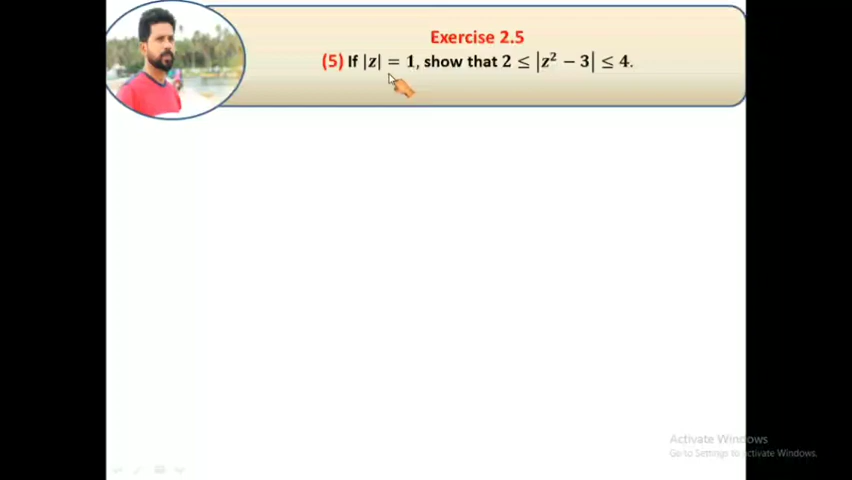 Exercise 2.5
(5) If |z| = 1, show that 2 ≤ |z² − 3| ≤ 4.
Activate Windows
Go to Settings to activate Windows.